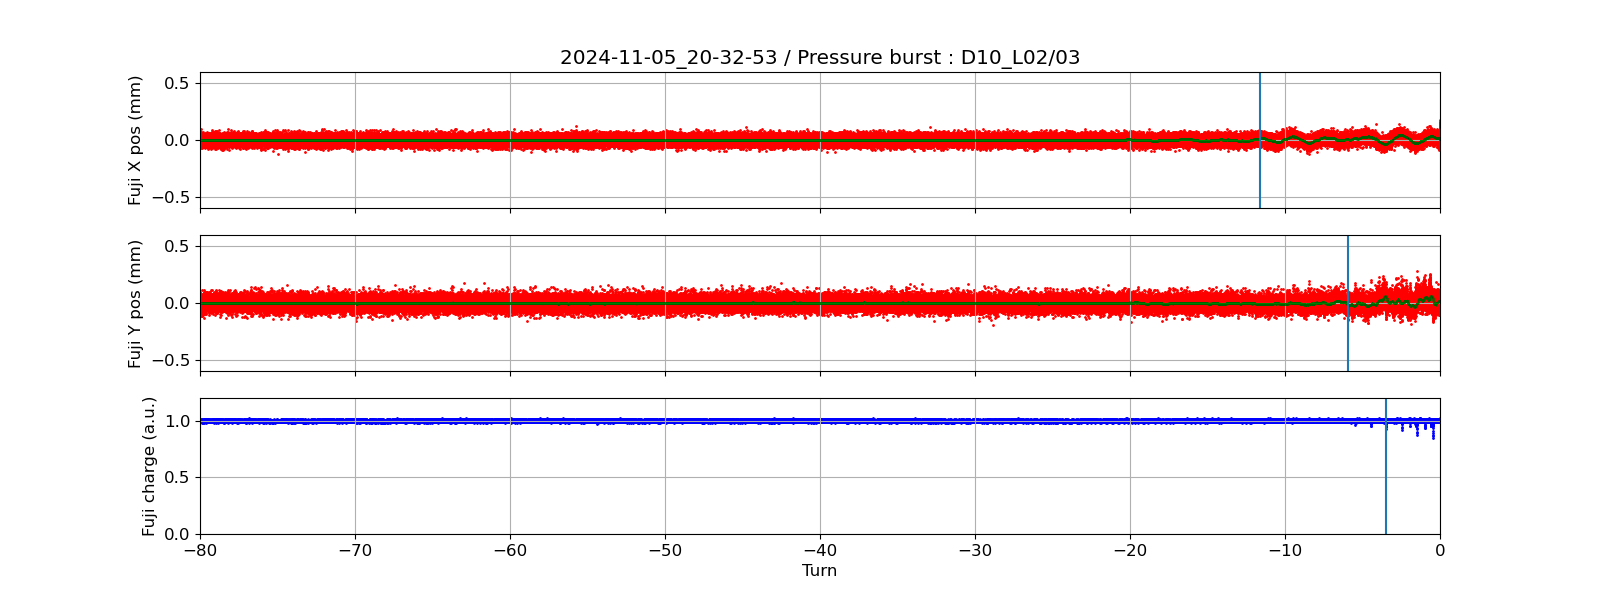 2024-11-05_20-32-53 / Pressure burst : D10_L02/03
Fuji X pos (mm)
0.5
0.0
−0.5
Fuji Y pos (mm)
0.5
0.0
−0.5
Fuji charge (a.u.)
1.0
0.5
0.0
−80 −70 −60 −50 −40 −30 −20 −10 0
Turn